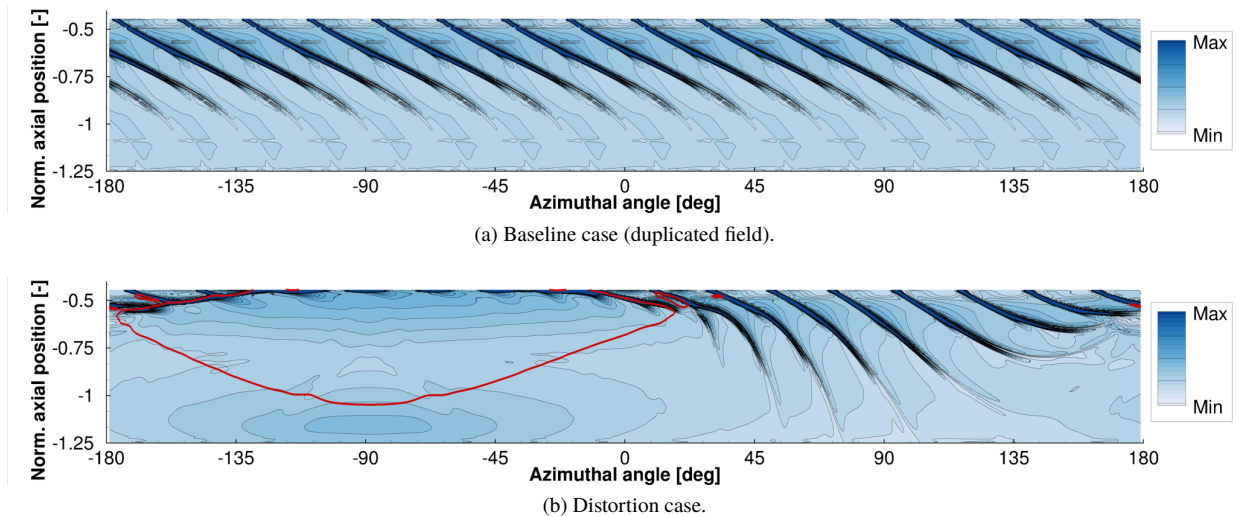 Norm. axial position [-]
-0.5
-0.75
-1
-1.25
-180 -135 -90 -45 0 45 90 135 180
Azimuthal angle [deg]
Max
Min
(a) Baseline case (duplicated field).
Norm. axial position [-]
-0.5
-0.75
-1
-1.25
-180 -135 -90 -45 0 45 90 135 180
Azimuthal angle [deg]
Max
Min
(b) Distortion case.